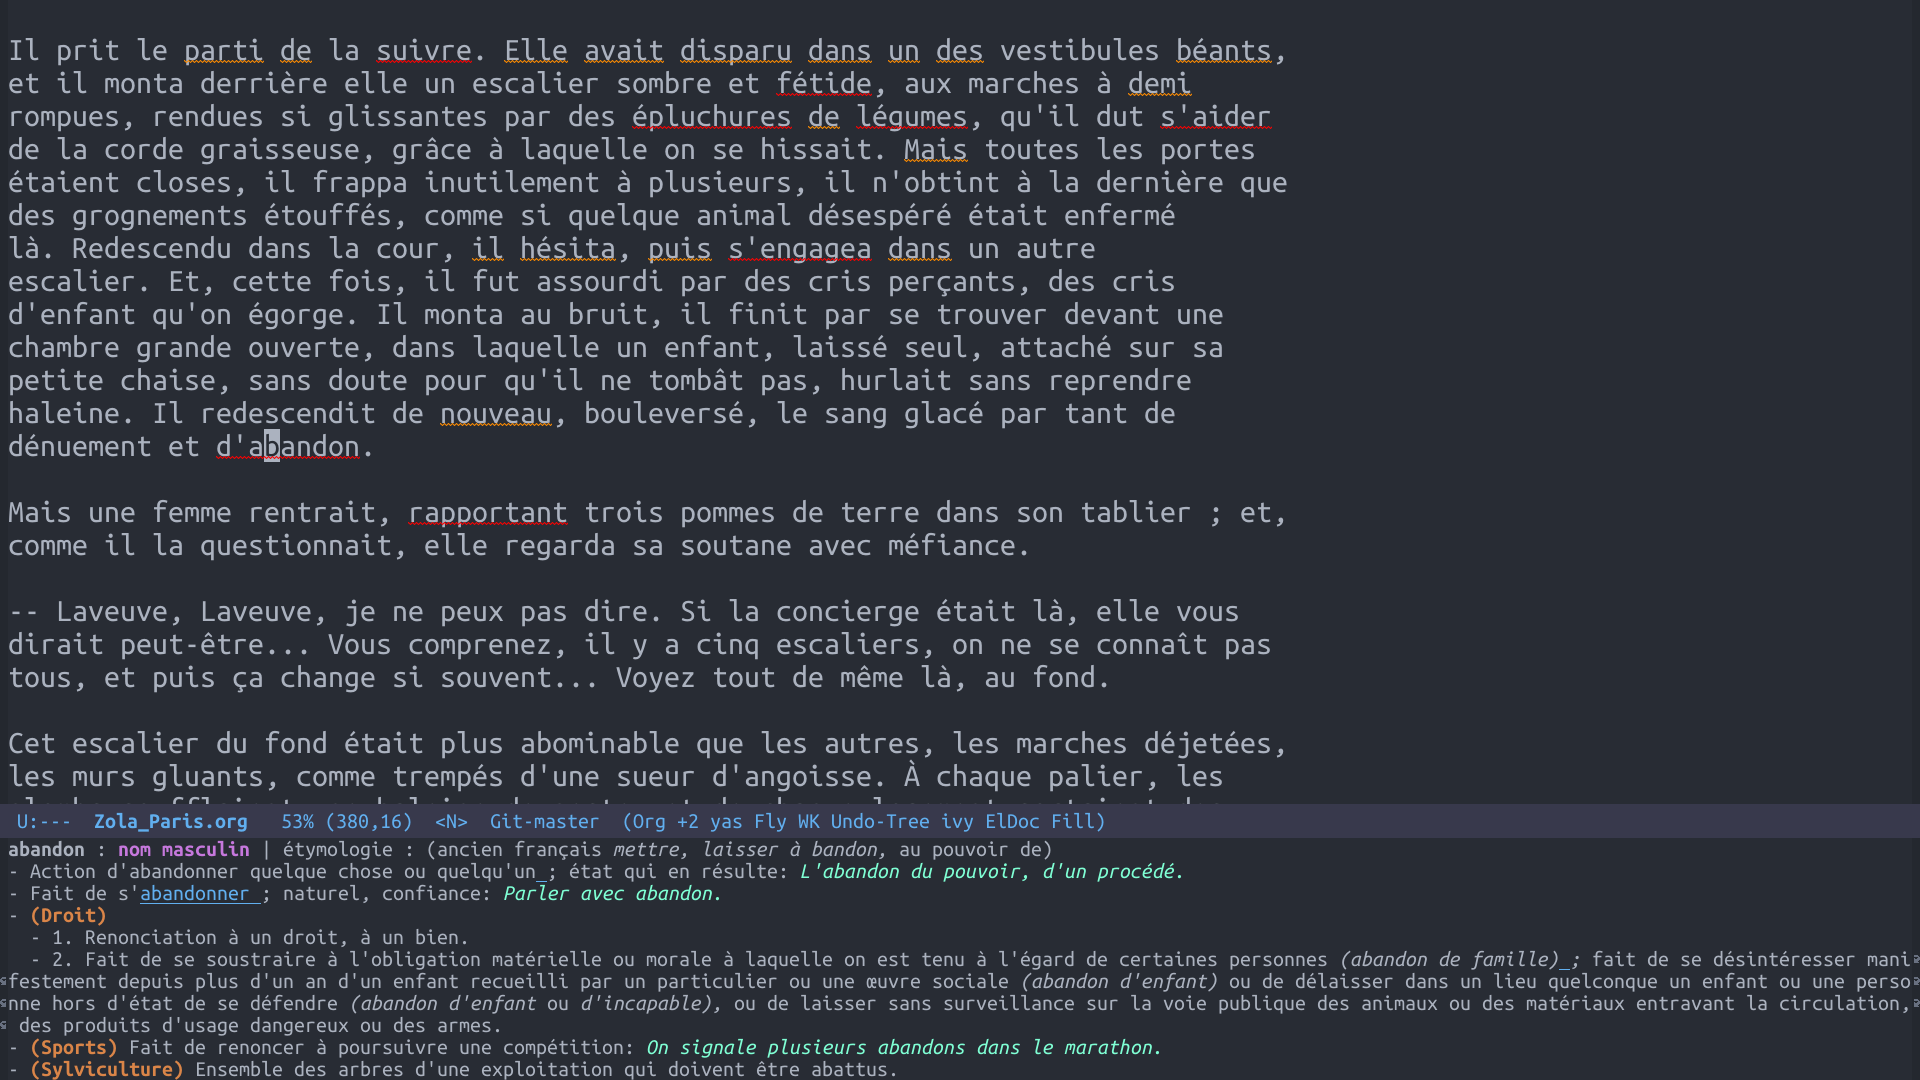 Il prit le parti de la suivre. Elle avait disparu dans un des vestibules béants,
et il monta derrière elle un escalier sombre et fétide, aux marches à demi
rompues, rendues si glissantes par des épluchures de légumes, qu'il dut s'aider
de la corde graisseuse, grâce à laquelle on se hissait. Mais toutes les portes
étaient closes, il frappa inutilement à plusieurs, il n'obtint à la dernière que
des grognements étouffés, comme si quelque animal désespéré était enfermé
là. Redescendu dans la cour, il hésita, puis s'engagea dans un autre
escalier. Et, cette fois, il fut assourdi par des cris perçants, des cris
d'enfant qu'on égorge. Il monta au bruit, il finit par se trouver devant une
chambre grande ouverte, dans laquelle un enfant, laissé seul, attaché sur sa
petite chaise, sans doute pour qu'il ne tombât pas, hurlait sans reprendre
haleine. Il redescendit de nouveau, bouleversé, le sang glacé par tant de
dénuement et d'abandon.
Mais une femme rentrait, rapportant trois pommes de terre dans son tablier ; et,
comme il la questionnait, elle regarda sa soutane avec méfiance.
-- Laveuve, Laveuve, je ne peux pas dire. Si la concierge était là, elle vous
dirait peut-être... Vous comprenez, il y a cinq escaliers, on ne se connaît pas
tous, et puis ça change si souvent... Voyez tout de même là, au fond.
Cet escalier du fond était plus abominable que les autres, les marches déjetées,
les murs gluants, comme trempés d'une sueur d'angoisse. À chaque palier, les
U:--- Zola_Paris.org 53% (380,16) <N> Git-master (Org +2 yas Fly WK Undo-Tree ivy ElDoc Fill)
abandon : nom masculin | étymologie : (ancien français mettre, laisser à bandon, au pouvoir de)
- Action d'abandonner quelque chose ou quelqu'un_; état qui en résulte: L'abandon du pouvoir, d'un procédé.
- Fait de s'abandonner_; naturel, confiance: Parler avec abandon.
- (Droit)
- 1. Renonciation à un droit, à un bien.
- 2. Fait de se soustraire à l'obligation matérielle ou morale à laquelle on est tenu à l'égard de certaines personnes (abandon de famille)_; fait de se désintéresser mani
festement depuis plus d'un an d'un enfant recueilli par un particulier ou une œuvre sociale (abandon d'enfant) ou de délaisser dans un lieu quelconque un enfant ou une perso
nne hors d'état de se défendre (abandon d'enfant ou d'incapable), ou de laisser sans surveillance sur la voie publique des animaux ou des matériaux entravant la circulation,
des produits d'usage dangereux ou des armes.
- (Sports) Fait de renoncer à poursuivre une compétition: On signale plusieurs abandons dans le marathon.
- (Sylviculture) Ensemble des arbres d'une exploitation qui doivent être abattus.